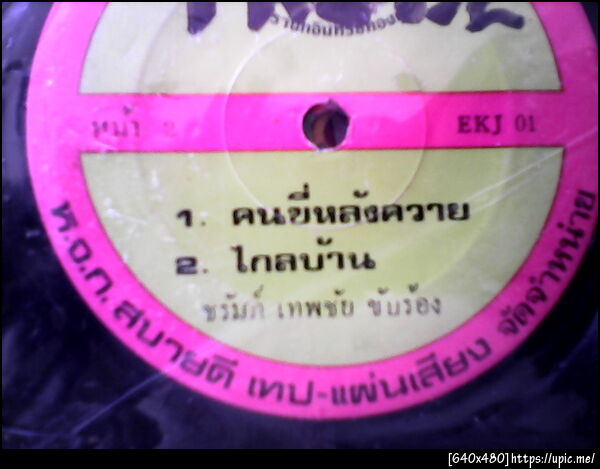 หน้า 2
EKJ 01
1. คนขี่หลังควาย
2. ไกลบ้าน
ชรัมภ์ เทพชัย ขับร้อง
ห.จ.ก. สบายดี เทป-แผ่นเสียง จัดจำหน่าย
[640x480]https://upic.me/